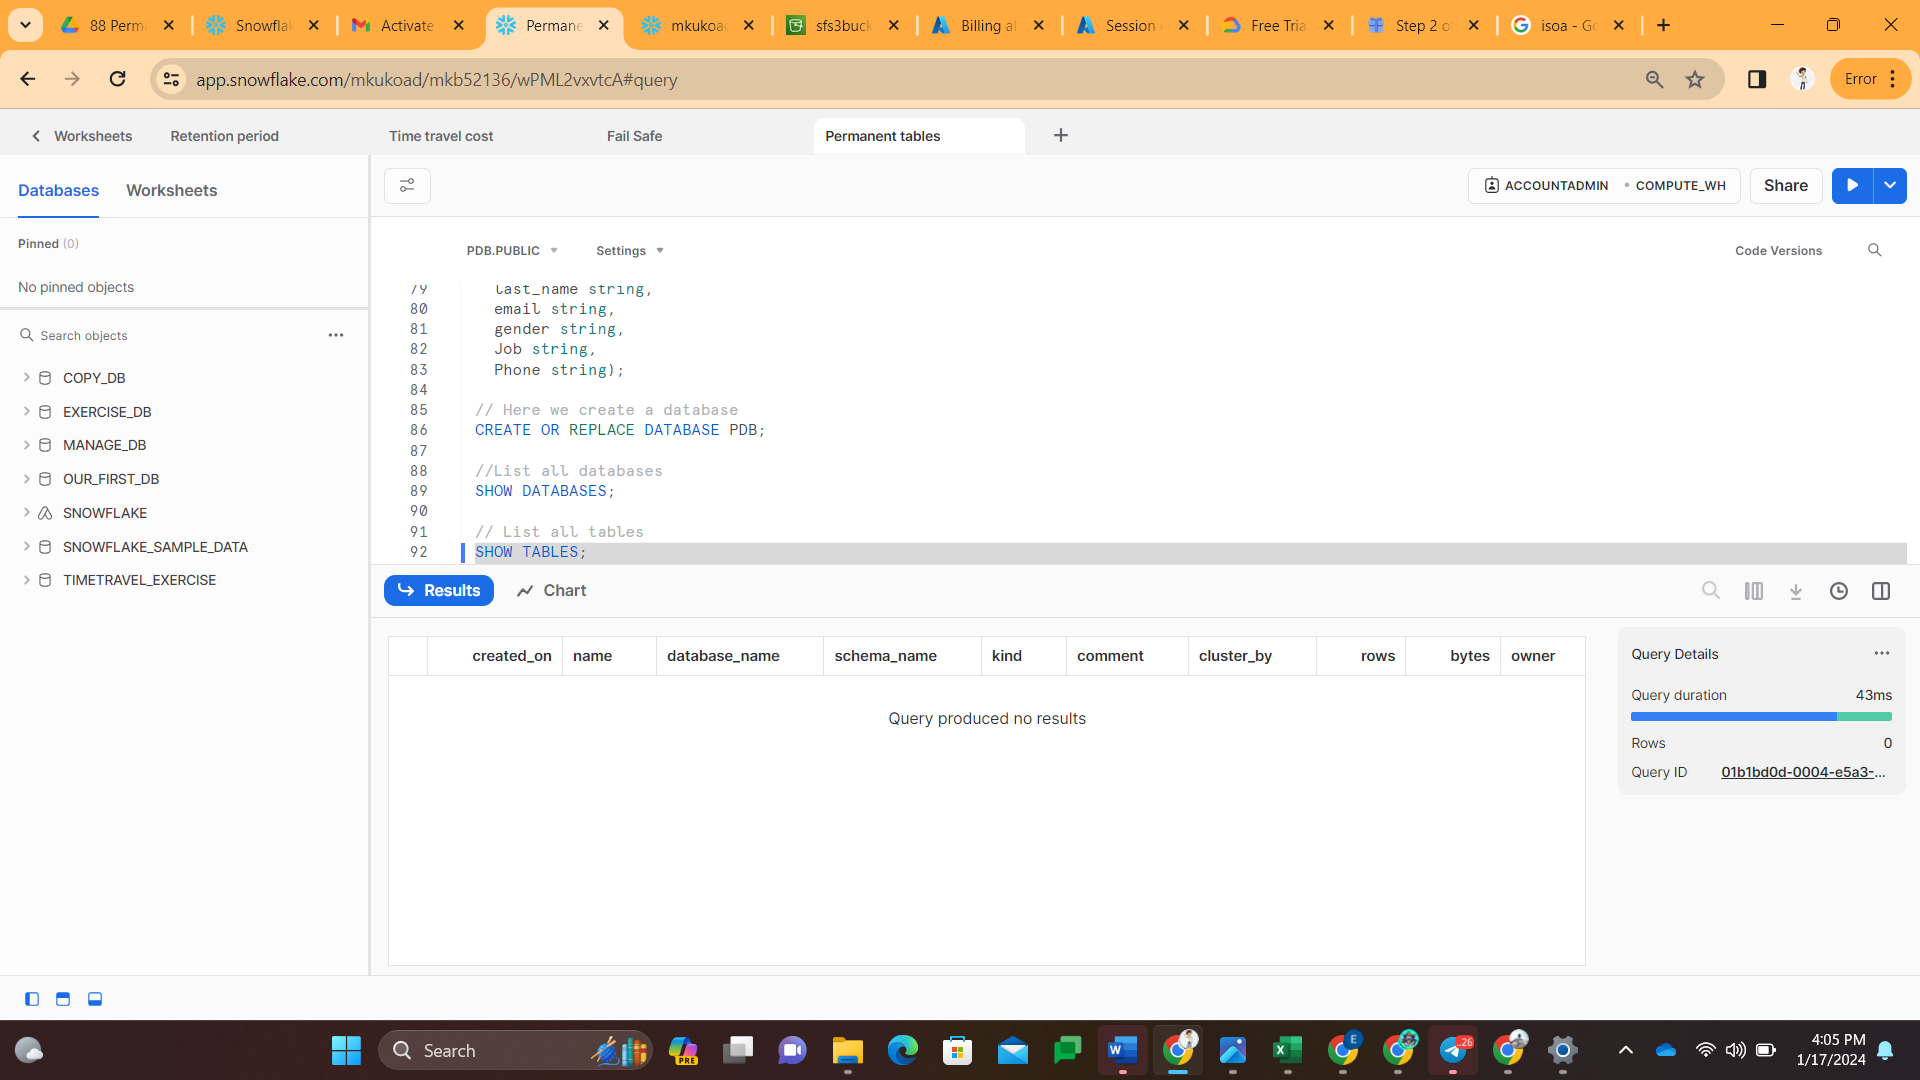 88 Perma
Snowflak
Activate
Permane
mkukoad
sfs3buck
Billing al
Session
Free Tria
Step 2 o
isoa - Go
app.snowflake.com/mkukoad/mkb52136/wPML2vxvtcA#query
Error
Worksheets
Retention period
Time travel cost
Fail Safe
Permanent tables
Databases
Worksheets
ACCOUNTADMIN
COMPUTE_WH
Share
Pinned (0)
No pinned objects
Search objects
COPY_DB
EXERCISE_DB
MANAGE_DB
OUR_FIRST_DB
SNOWFLAKE
SNOWFLAKE_SAMPLE_DATA
TIMETRAVEL_EXERCISE
PDB.PUBLIC
Settings
Code Versions
79 last_name string,
80 email string,
81 gender string,
82 Job string,
83 Phone string);
84
85 // Here we create a database
86 CREATE OR REPLACE DATABASE PDB;
87
88 //List all databases
89 SHOW DATABASES;
90
91 // List all tables
92 SHOW TABLES;
Results
Chart
created_on name database_name schema_name kind comment cluster_by rows bytes owner
Query produced no results
Query Details
Query duration 43ms
Rows 0
Query ID 01b1bd0d-0004-e5a3-...
Search
PRE
E
..26
4:05 PM
1/17/2024